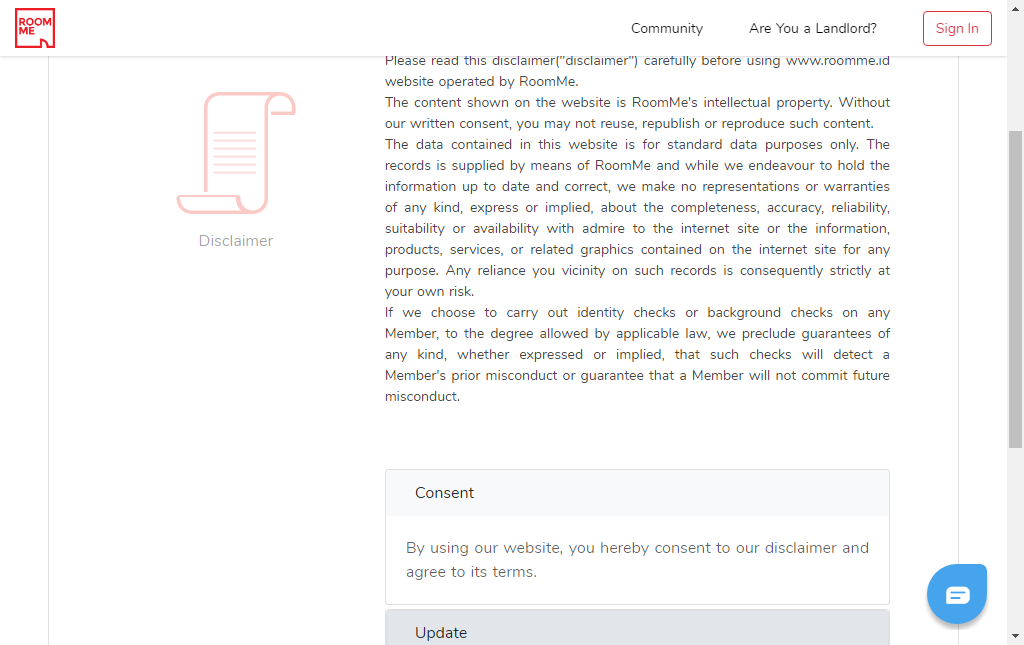 ROOM
ME
Community
Are You a Landlord?
Sign In
Please read this disclaimer("disclaimer") carefully before using www.roomme.id
website operated by RoomMe.
The content shown on the website is RoomMe's intellectual property. Without
our written consent, you may not reuse, republish or reproduce such content.
The data contained in this website is for standard data purposes only. The
records is supplied by means of RoomMe and while we endeavour to hold the
information up to date and correct, we make no representations or warranties
of any kind, express or implied, about the completeness, accuracy, reliability,
suitability or availability with admire to the internet site or the information,
products, services, or related graphics contained on the internet site for any
purpose. Any reliance you vicinity on such records is consequently strictly at
your own risk.
If we choose to carry out identity checks or background checks on any
Member, to the degree allowed by applicable law, we preclude guarantees of
any kind, whether expressed or implied, that such checks will detect a
Member's prior misconduct or guarantee that a Member will not commit future
misconduct.
Disclaimer
Consent
By using our website, you hereby consent to our disclaimer and
agree to its terms.
Update